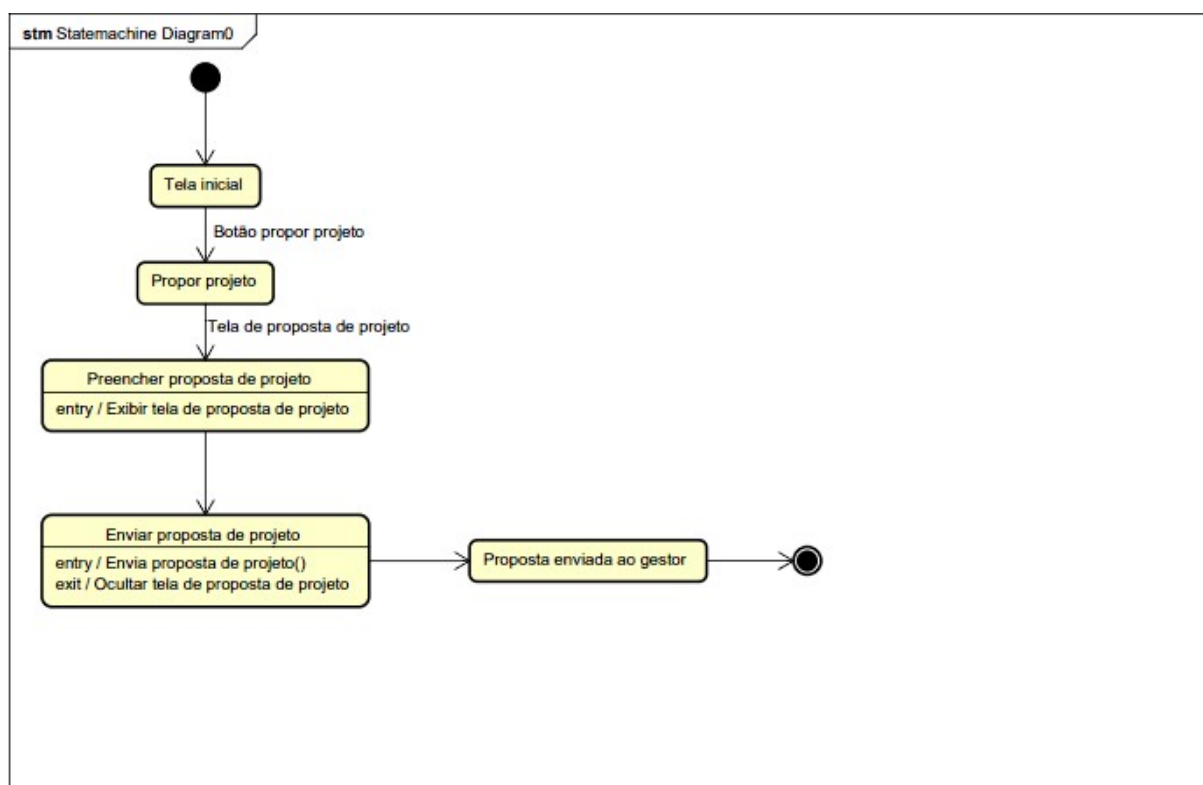 stm Statemachine Diagram0
Tela inicial
Botão propor projeto
Propor projeto
Tela de proposta de projeto
Preencher proposta de projeto
entry / Exibir tela de proposta de projeto
Enviar proposta de projeto
entry / Envia proposta de projeto()
exit / Ocultar tela de proposta de projeto
Proposta enviada ao gestor